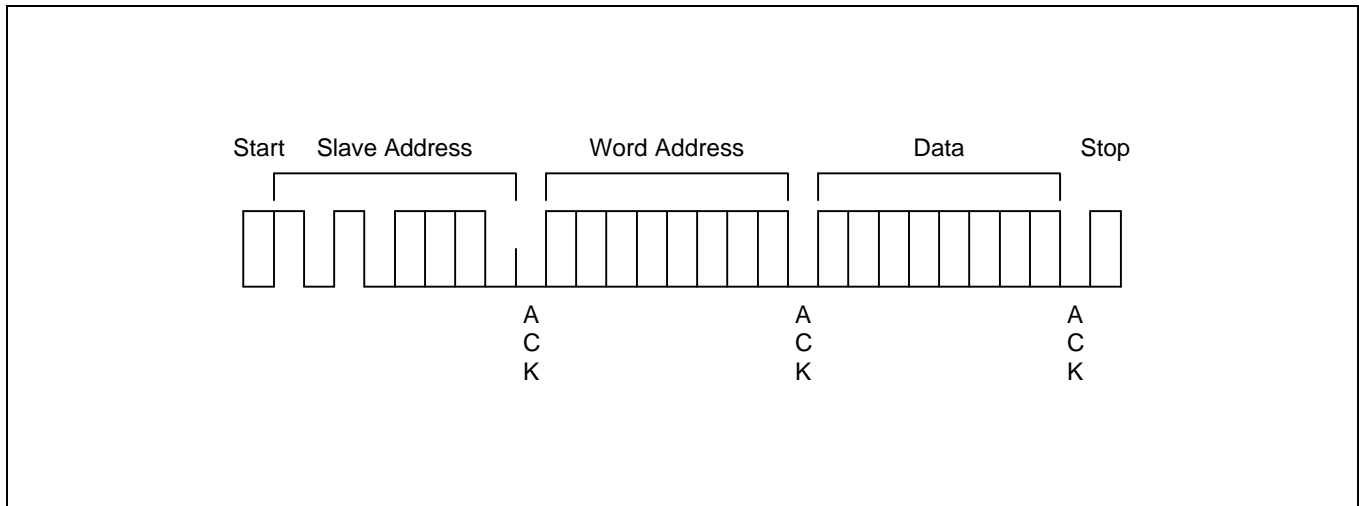 Start Slave Address Word Address Data Stop
A A A
C C C
K K K